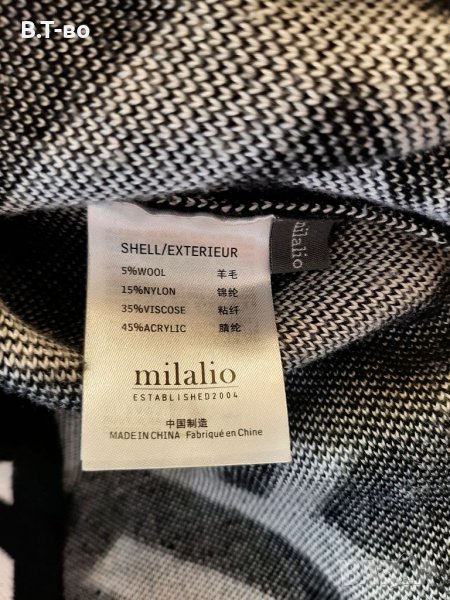 В.Т-во
SHELL/EXTERIEUR
5%WOOL 羊毛
15%NYLON 锦纶
35%VISCOSE 粘纤
45%ACRYLIC 腈纶
milalio
ESTABLISHED2004
中国制造
MADE IN CHINA Fabriqué en Chine
milalio